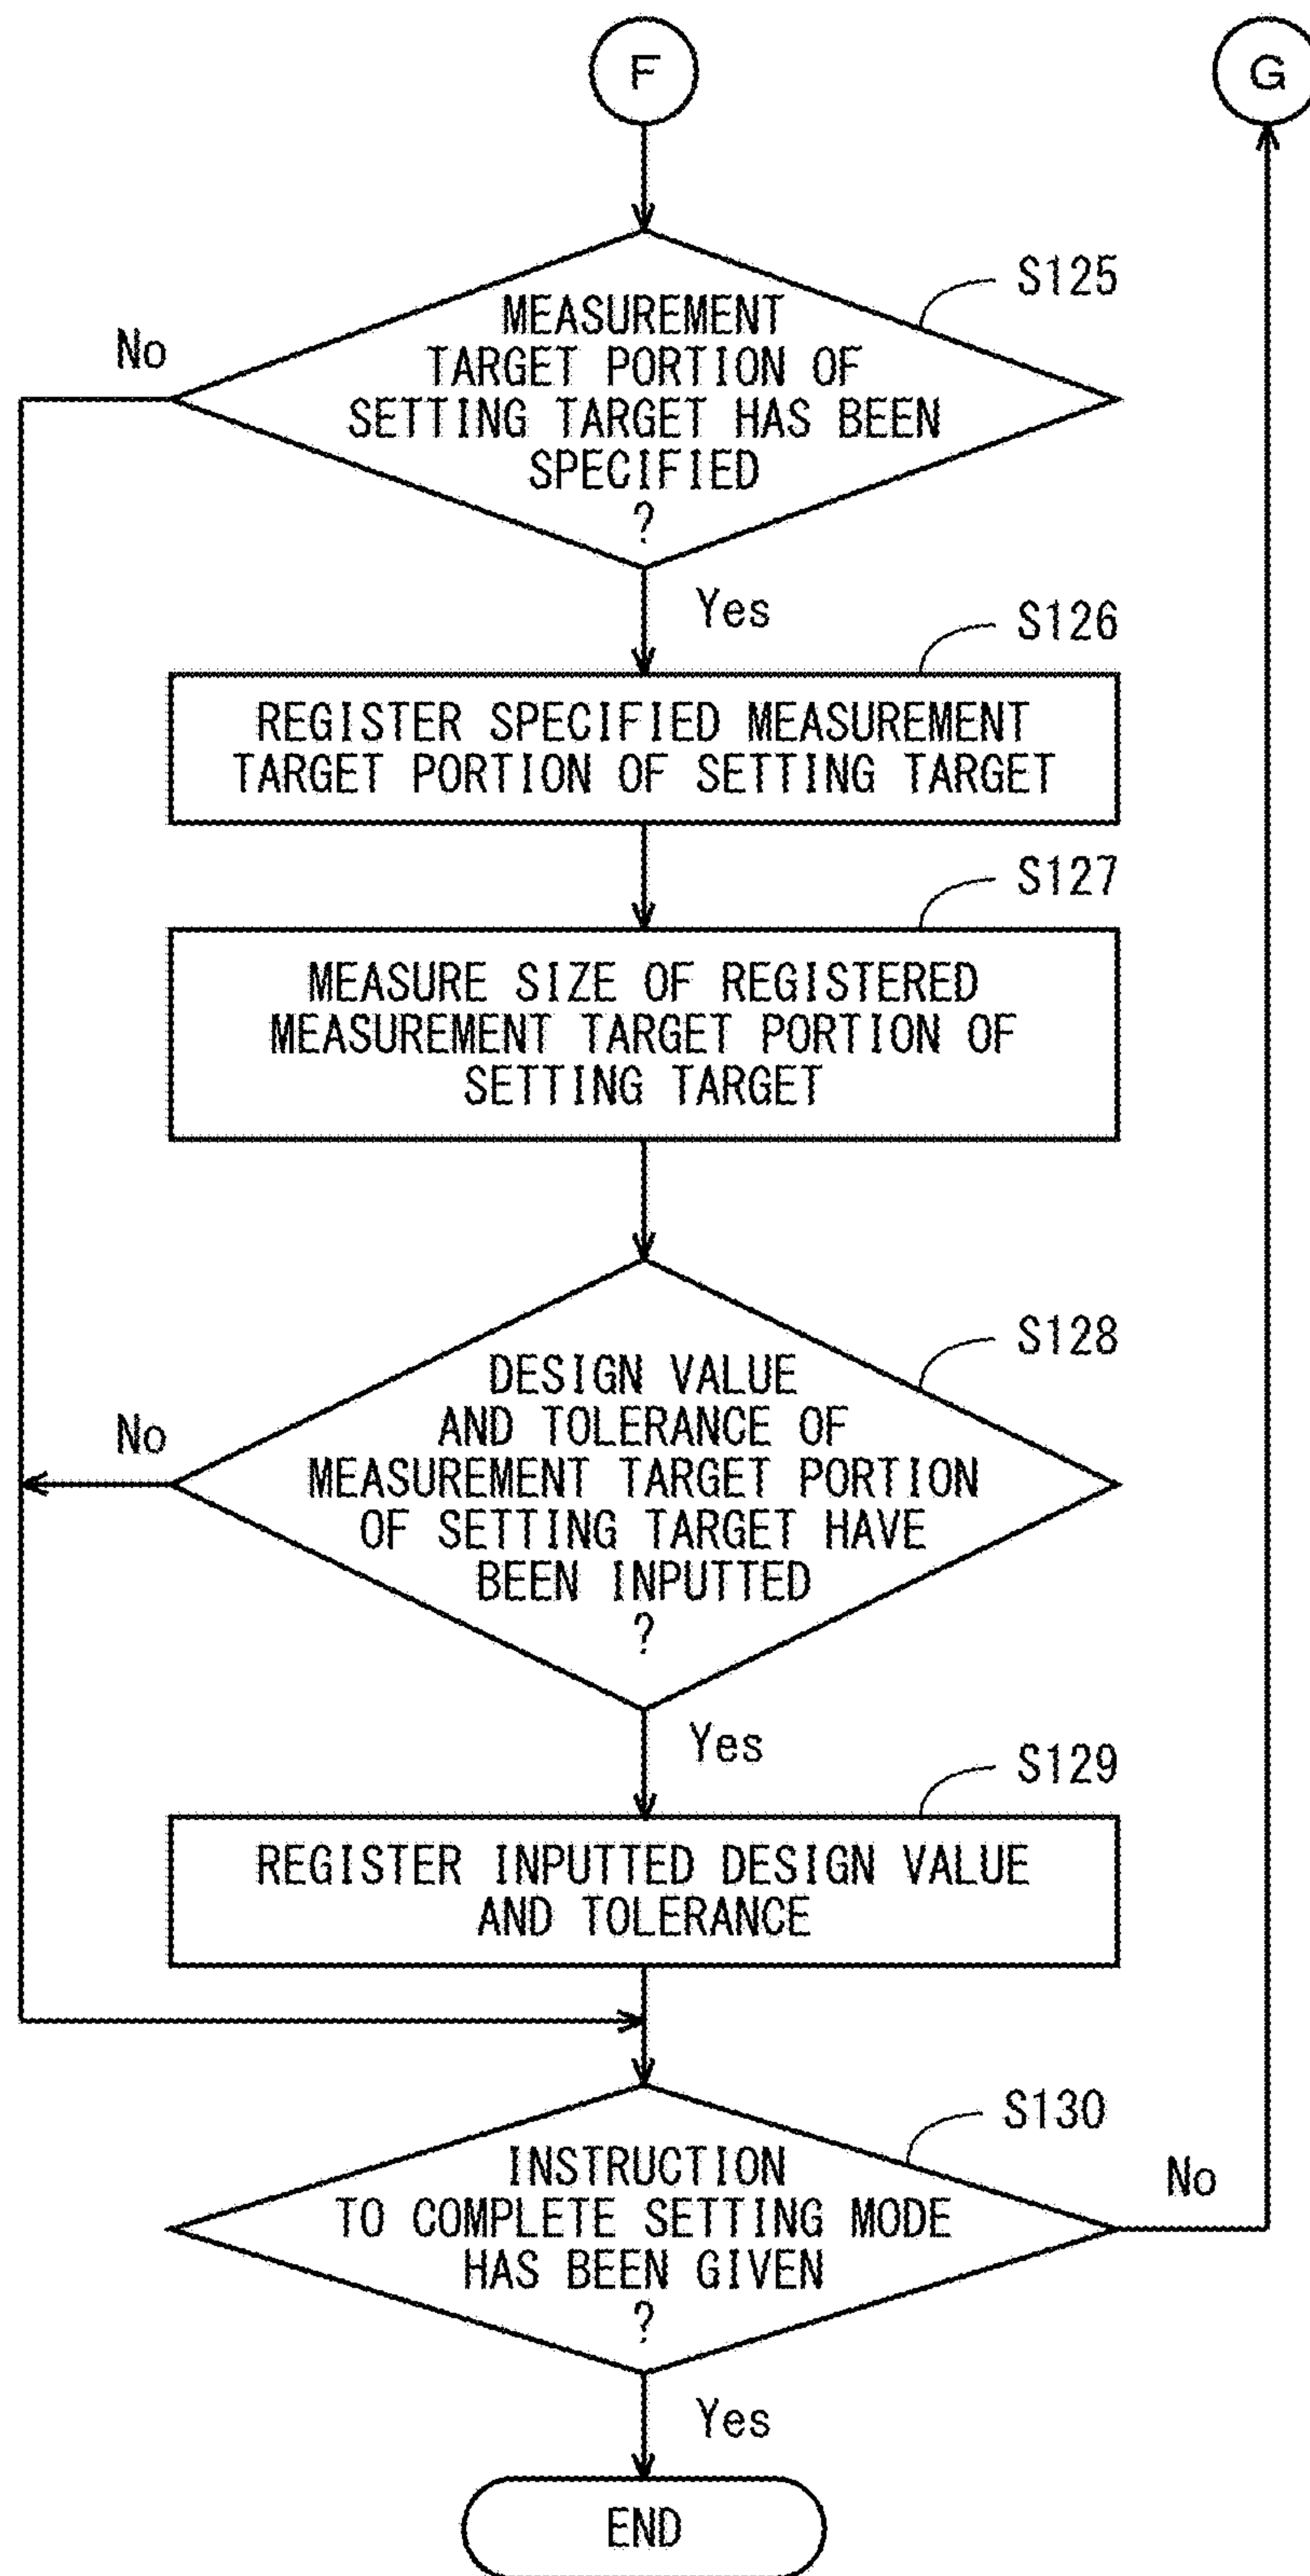 F
G
S125
MEASUREMENT
TARGET PORTION OF
SETTING TARGET HAS BEEN
SPECIFIED
?
No
Yes
S126
REGISTER SPECIFIED MEASUREMENT
TARGET PORTION OF SETTING TARGET
S127
MEASURE SIZE OF REGISTERED
MEASUREMENT TARGET PORTION OF
SETTING TARGET
S128
DESIGN VALUE
AND TOLERANCE OF
MEASUREMENT TARGET PORTION
OF SETTING TARGET HAVE
BEEN INPUTTED
?
No
Yes
S129
REGISTER INPUTTED DESIGN VALUE
AND TOLERANCE
S130
INSTRUCTION
TO COMPLETE SETTING MODE
HAS BEEN GIVEN
?
No
Yes
END